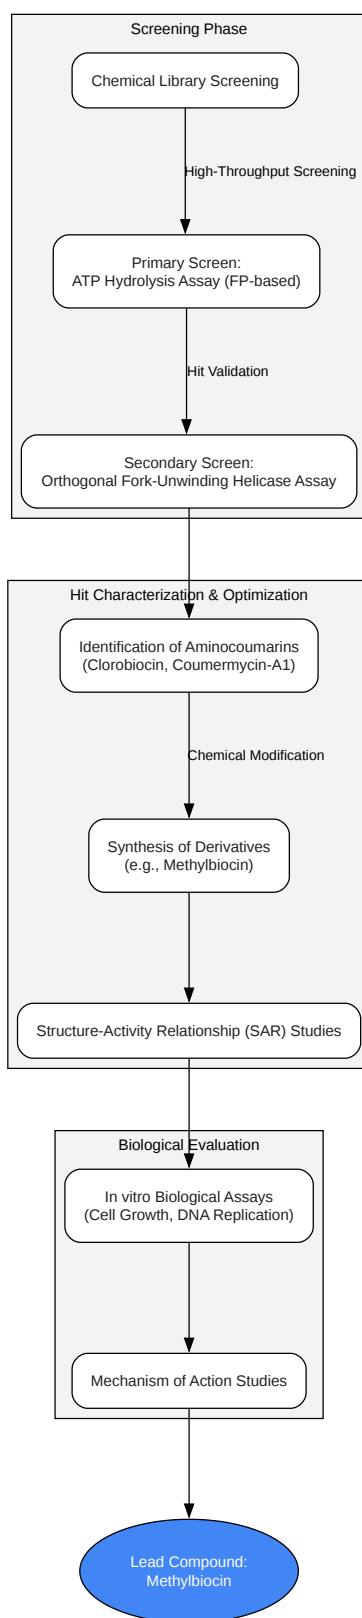 Screening Phase
Chemical Library Screening
High-Throughput Screening
Primary Screen:
ATP Hydrolysis Assay (FP-based)
Hit Validation
Secondary Screen:
Orthogonal Fork-Unwinding Helicase Assay
Hit Characterization & Optimization
Identification of Aminocoumarins
(Clorobiocin, Coumermycin-A1)
Chemical Modification
Synthesis of Derivatives
(e.g., Methylbiocin)
Structure-Activity Relationship (SAR) Studies
Biological Evaluation
In vitro Biological Assays
(Cell Growth, DNA Replication)
Mechanism of Action Studies
Lead Compound:
Methylbiocin